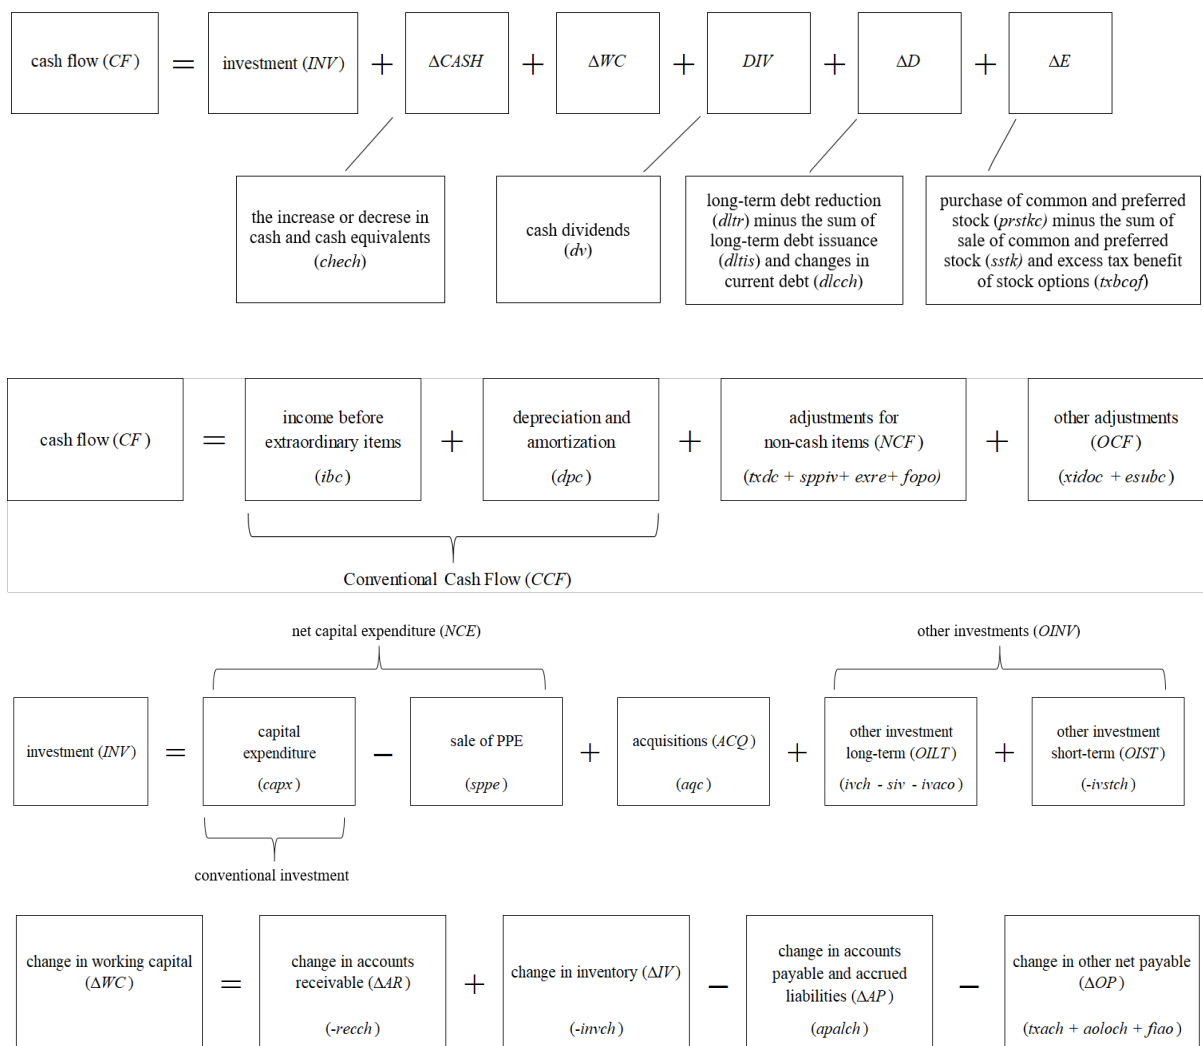 cash flow (CF) = investment (INV) + ΔCASH + ΔWC + DIV + ΔD + ΔE
the increase or decrese in
cash and cash equivalents
(chech)
cash dividends
(dv)
long-term debt reduction
(dltr) minus the sum of
long-term debt issuance
(dltis) and changes in
current debt (dlcch)
purchase of common and preferred
stock (prstkc) minus the sum of
sale of common and preferred
stock (sstk) and excess tax benefit
of stock options (txbcof)
cash flow (CF) =
income before
extraordinary items
(ibc)
+
depreciation and
amortization
(dpc)
+
adjustments for
non-cash items (NCF)
(txdc + sppiv+ exre+ fopo)
+
other adjustments
(OCF)
(xidoc + esubc)
Conventional Cash Flow (CCF)
net capital expenditure (NCE)
other investments (OINV)
investment (INV) =
capital
expenditure
(capx)
−
sale of PPE
(sppe)
+
acquisitions (ACQ)
(aqc)
+
other investment
long-term (OILT)
(ivch - siv - ivaco)
+
other investment
short-term (OIST)
(-ivstch)
conventional investment
change in working capital
(ΔWC)
=
change in accounts
receivable (ΔAR)
(-recch)
+
change in inventory (ΔIV)
(-invch)
−
change in accounts
payable and accrued
liabilities (ΔAP)
(apalch)
−
change in other net payable
(ΔOP)
(txach + aoloch + fiao)